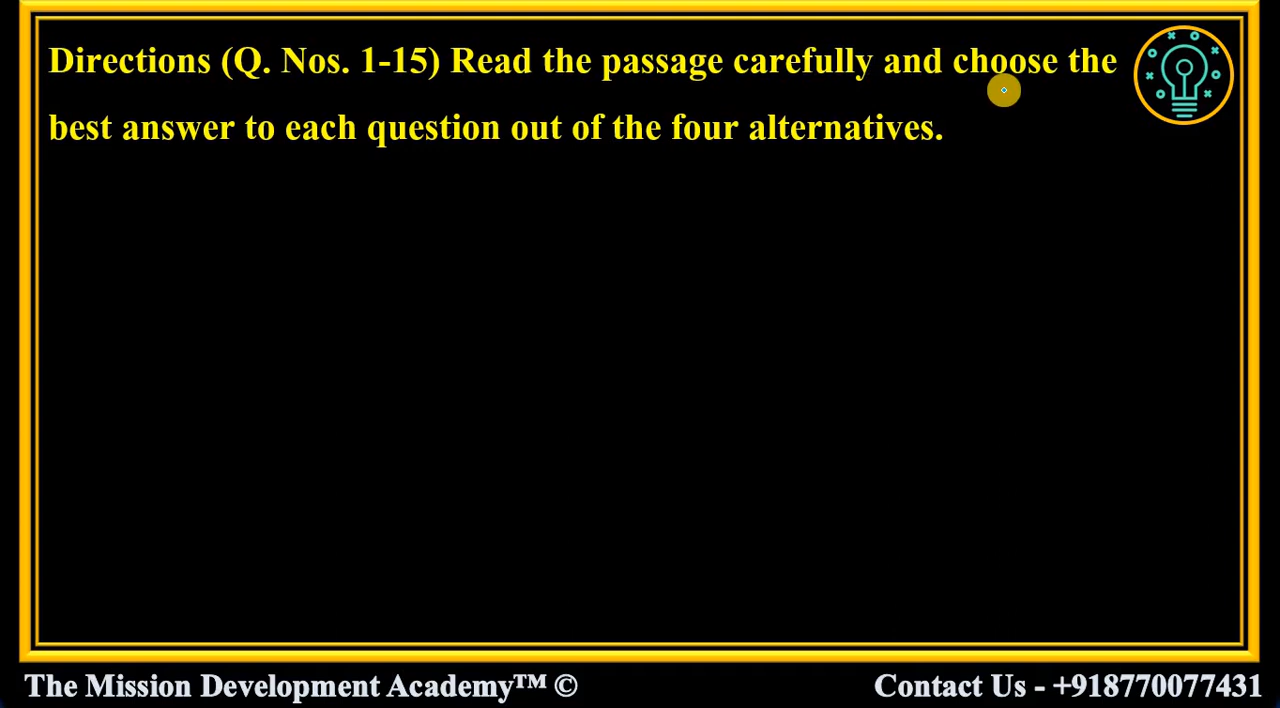 Directions (Q. Nos. 1-15) Read the passage carefully and choose the
best answer to each question out of the four alternatives.
The Mission Development Academy™ ©
Contact Us - +918770077431